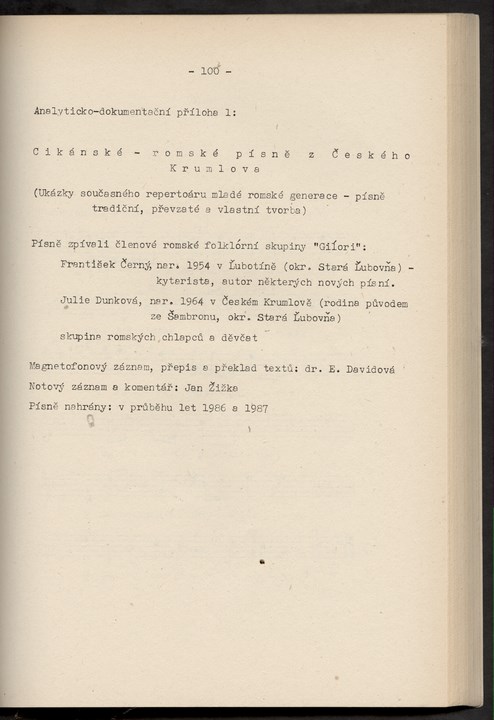 - 100 -
Analyticko-dokumentační příloha 1:
C i k á n s k é - r o m s k é p í s n ě z Č e s k é h o
K r u m l o v a
(Ukázky současného repertoáru mladé romské generace - písně
tradiční, převzaté a vlastní tvorba)
Písně zpívali členové romské folklórní skupiny "Giľori":
František Černý, nar. 1954 v Ľubotíně (okr. Stará Ľubovňa) -
kytarista, autor některých nových písní.
Julie Dunková, nar. 1964 v Českém Krumlově (rodina původem
ze Šambronu, okr. Stará Ľubovňa)
skupina romských chlapců a děvčat
Magnetofonový záznam, přepis a překlad textů: dr. E. Davidová
Notový záznam a komentář: Jan Žižka
Písně nahrány: v průběhu let 1986 a 1987